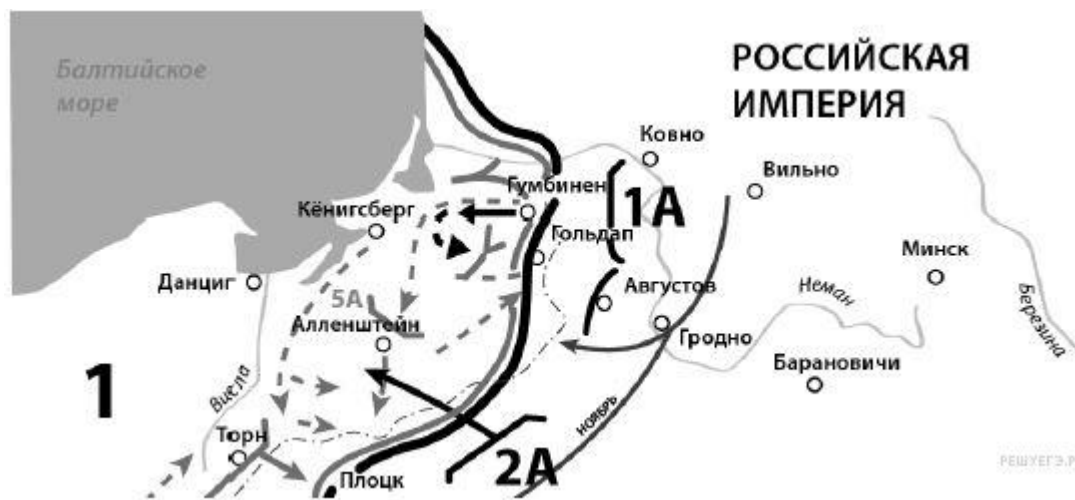 Балтийское
море
РОССИЙСКАЯ
ИМПЕРИЯ
Ковно
Вильно
Гумбинен
1А
Кёнигсберг
Гольдап
Минск
Данциг
Августов
Неман
5А
Алленштейн
Гродно
Березина
Барановичи
1
Висла
НОЯБРЬ
Торн
2А
Плоцк
РЕШУЕГЭ.Р